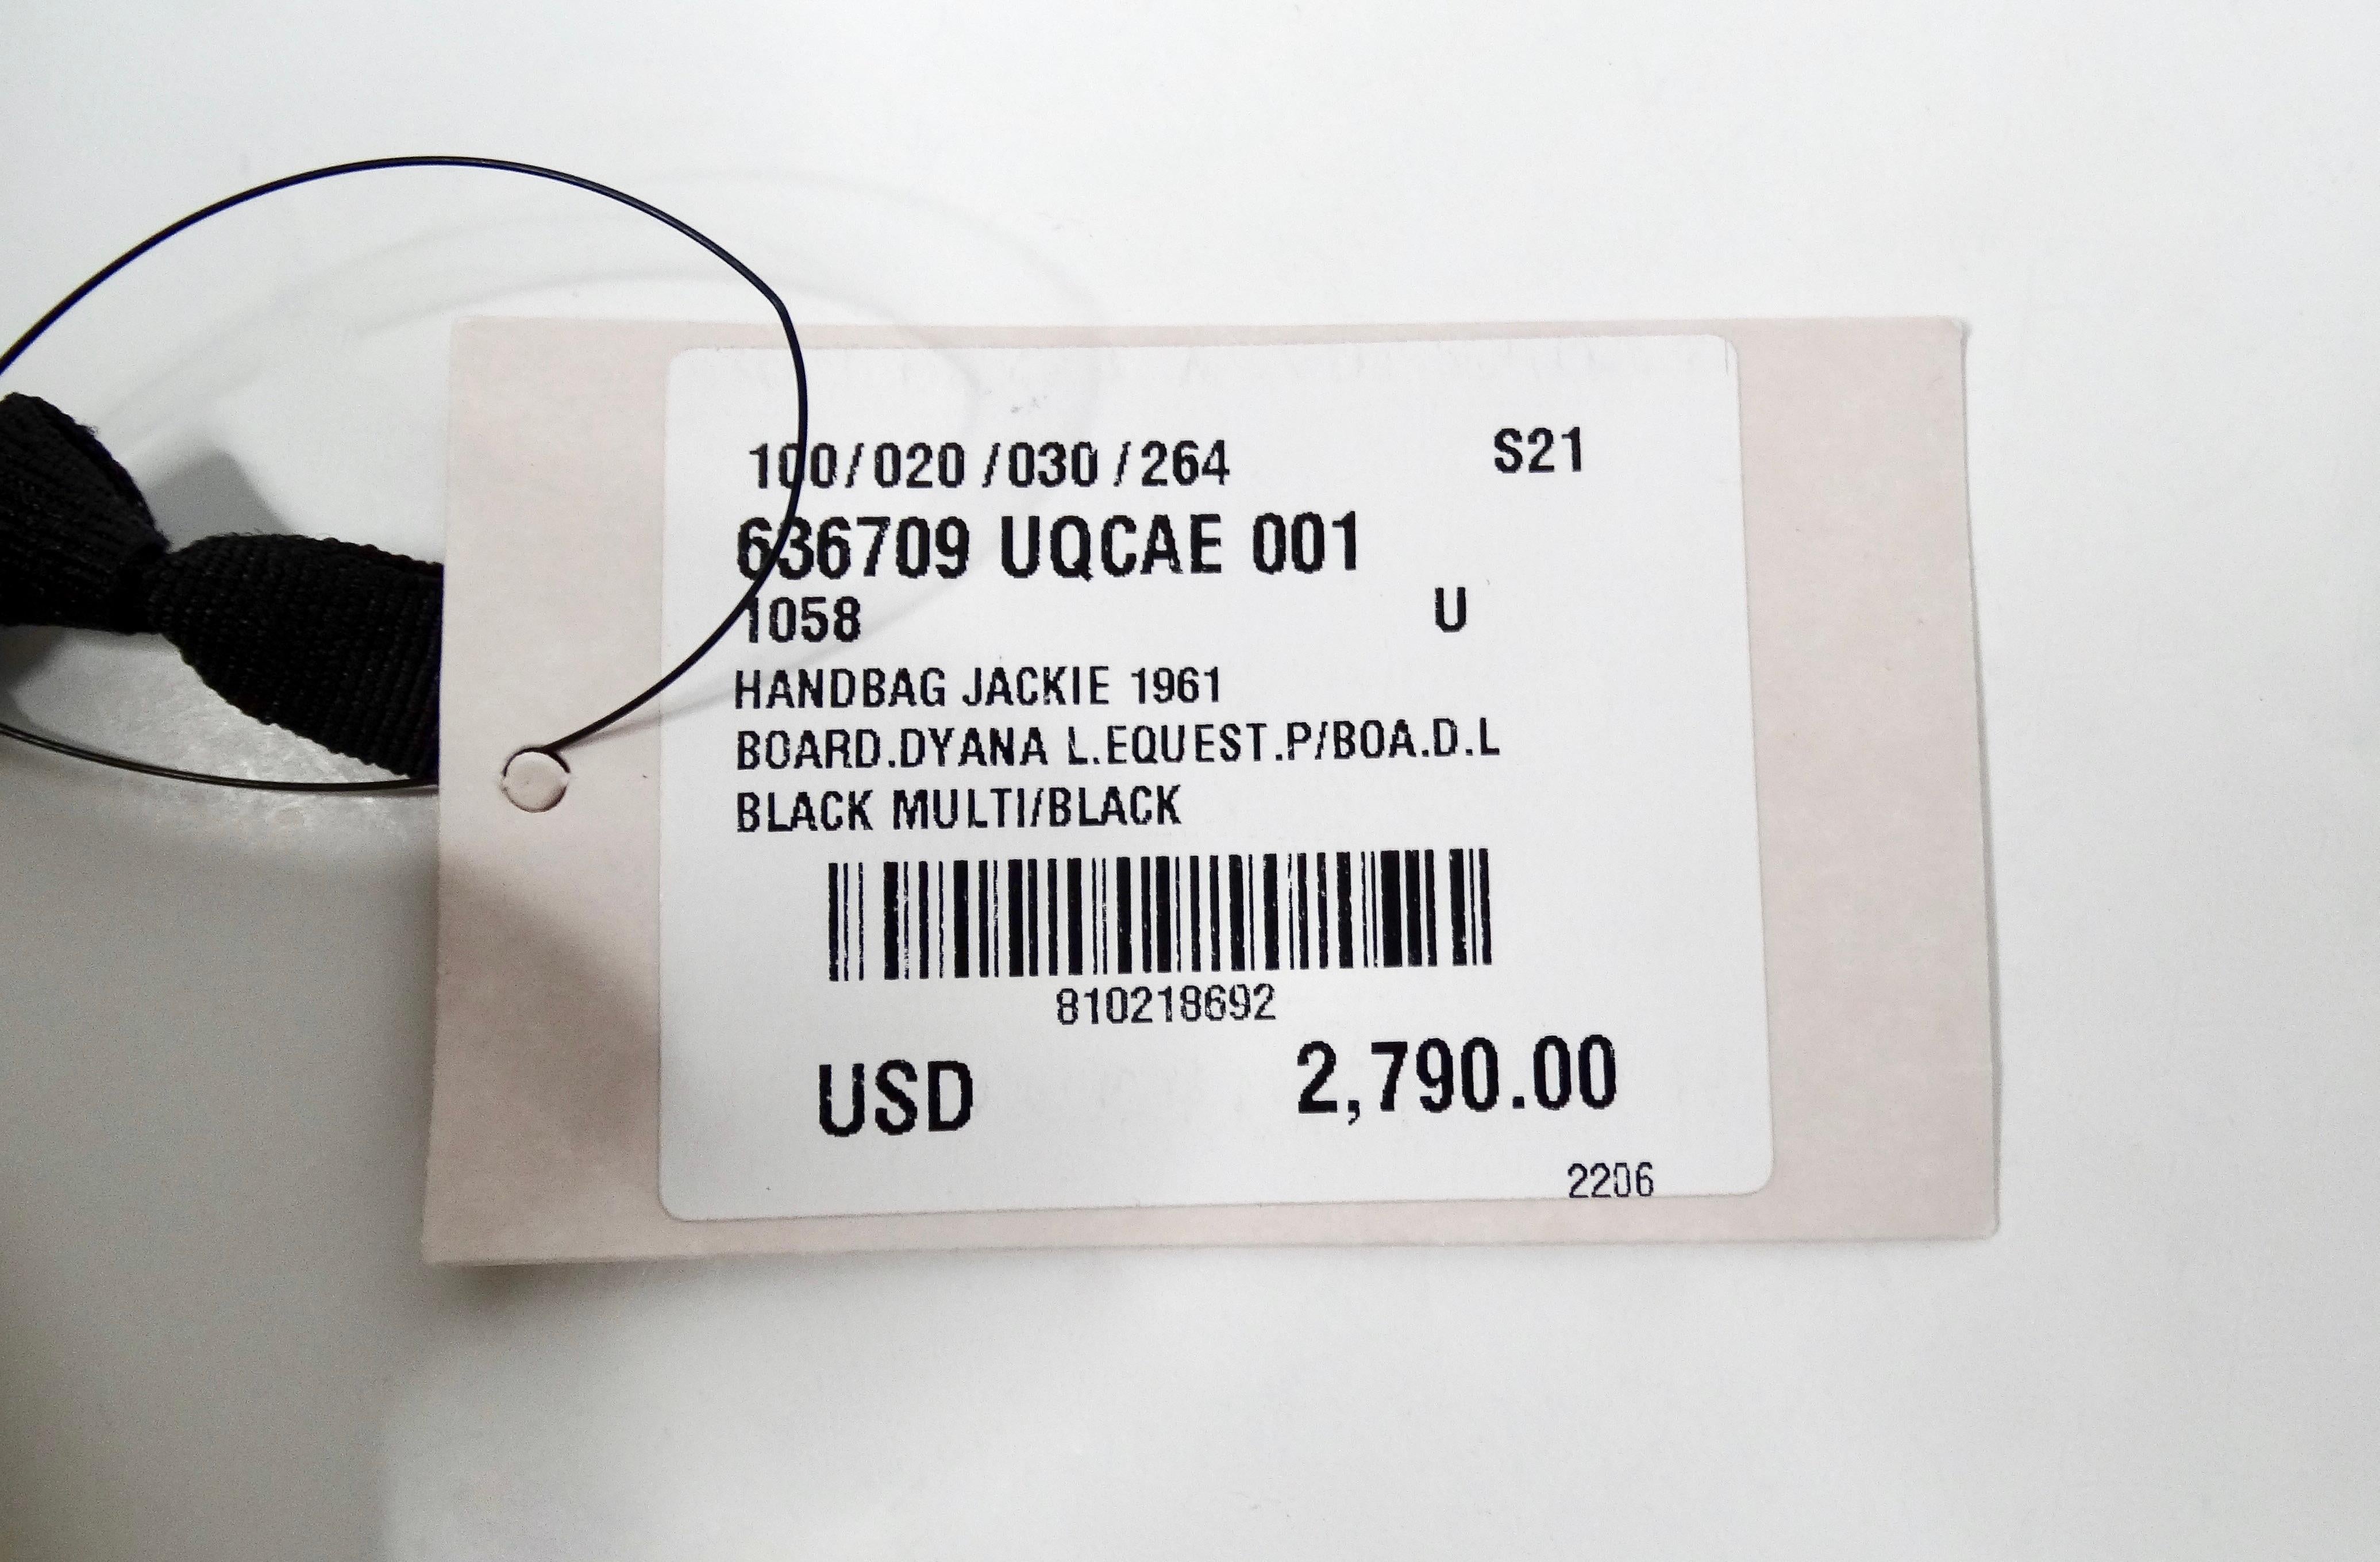 100/020 /030 /264 S21
636709 UQCAE 001
1058 U
HANDBAG JACKIE 1961
BOARD.DYANA L.EQUEST.P/BOA.D.L
BLACK MULTI/BLACK
810218692
USD 2,790.00
2206